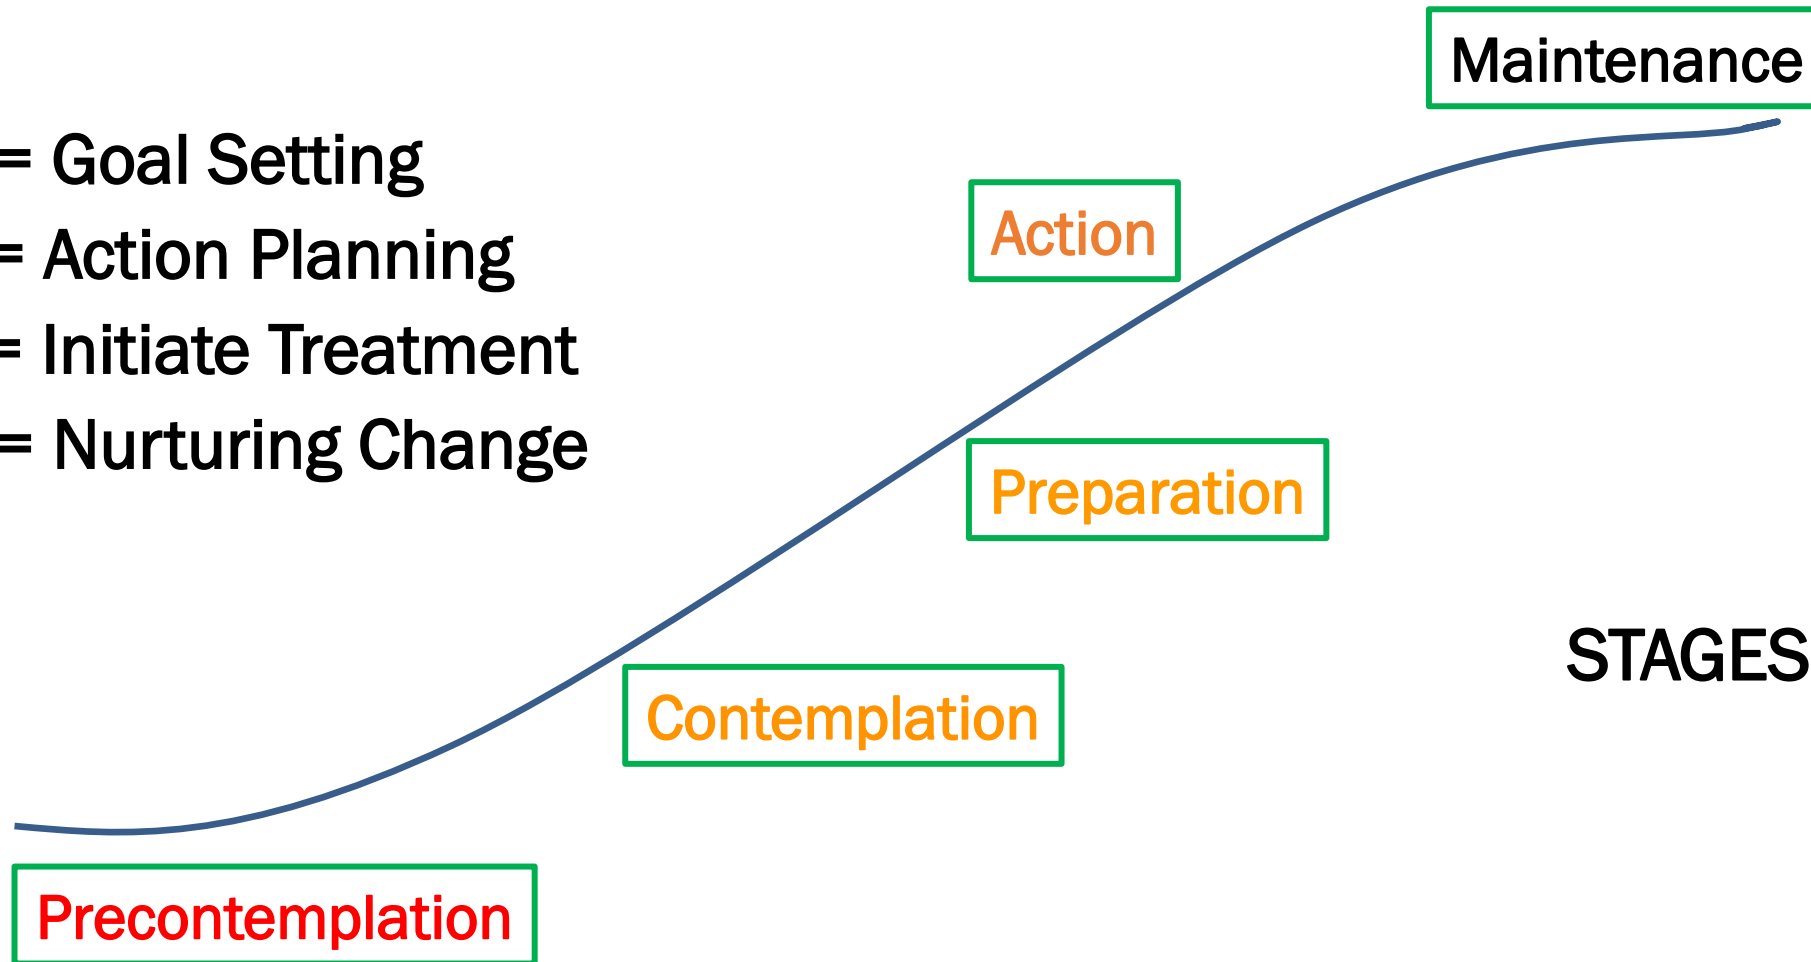 Maintenance
= Goal Setting
Action
= Action Planning
= Initiate Treatment
= Nurturing Change
Preparation
STAGES
Contemplation
Precontemplation